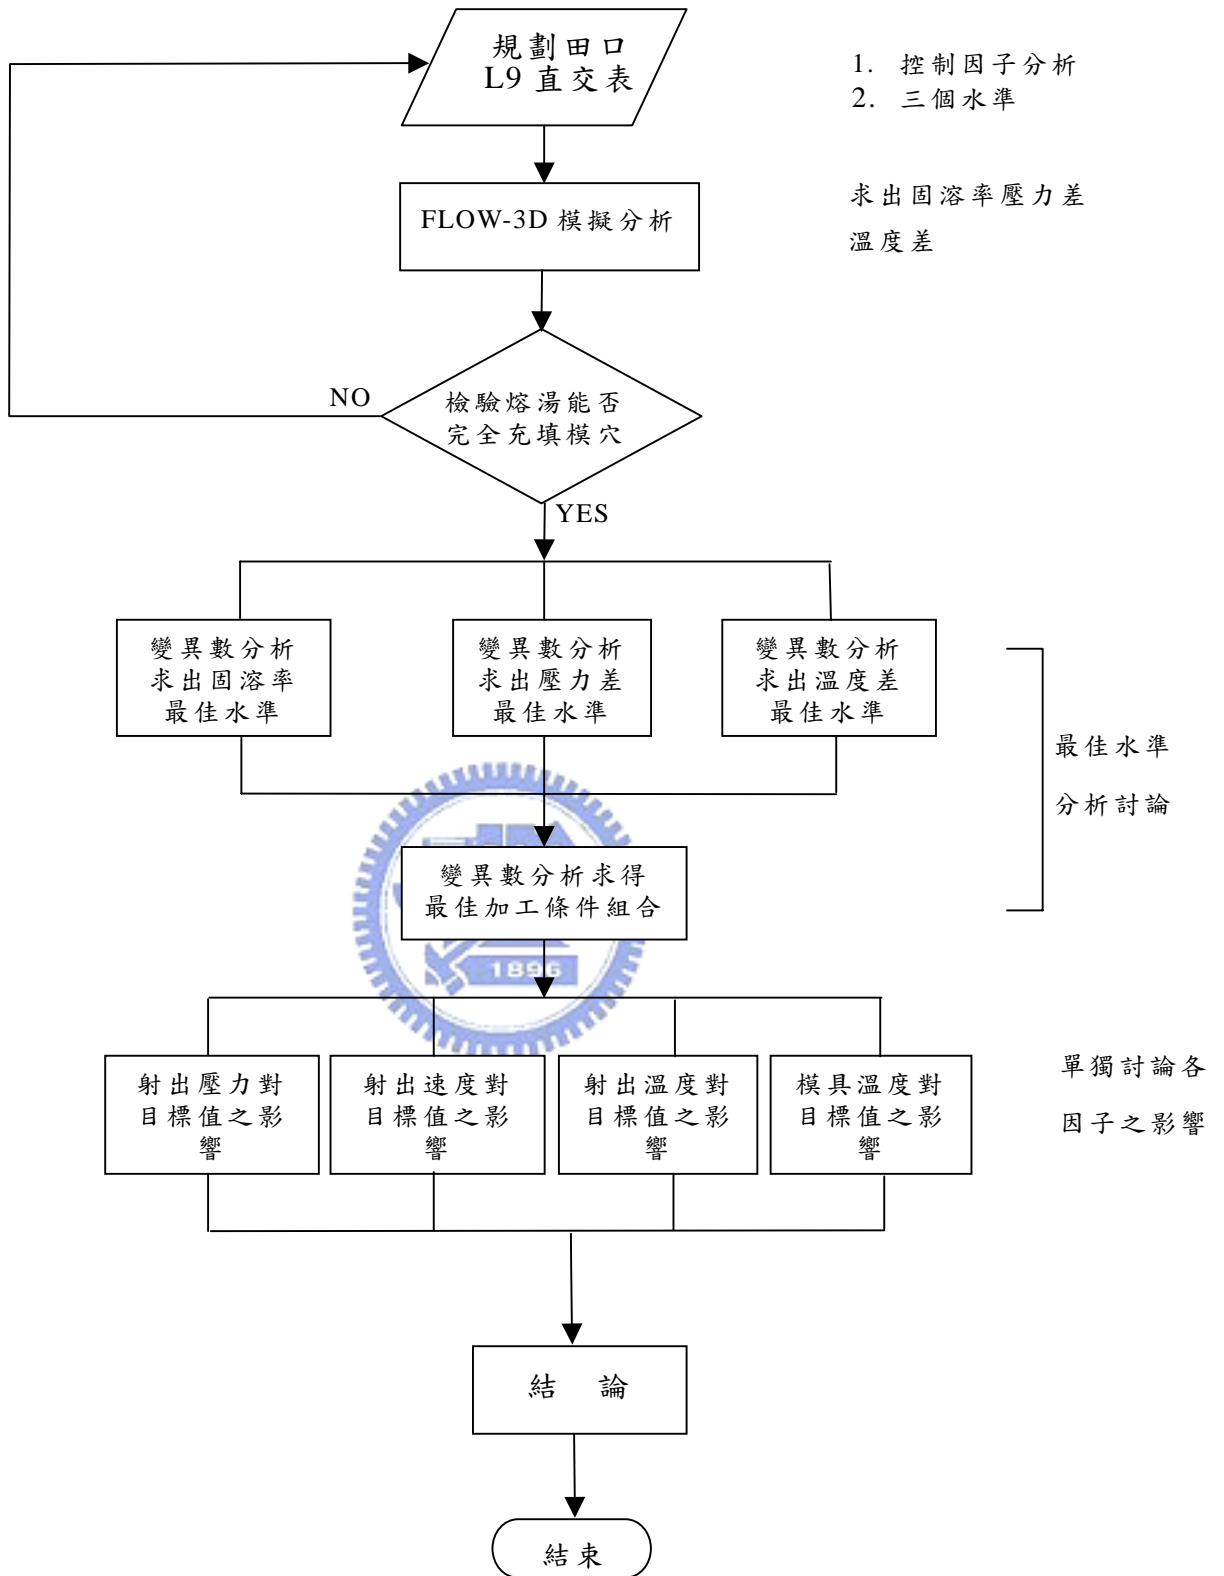 規劃田口
L9 直交表
1. 控制因子分析
2. 三個水準
FLOW-3D 模擬分析
求出固溶率壓力差
溫度差
NO
檢驗熔湯能否
完全充填模穴
YES
變異數分析
求出固溶率
最佳水準
變異數分析
求出壓力差
最佳水準
變異數分析
求出溫度差
最佳水準
最佳水準
分析討論
變異數分析求得
最佳加工條件組合
1896
射出壓力對
目標值之影
響
射出速度對
目標值之影
響
射出溫度對
目標值之影
響
模具溫度對
目標值之影
響
單獨討論各
因子之影響
結 論
結束